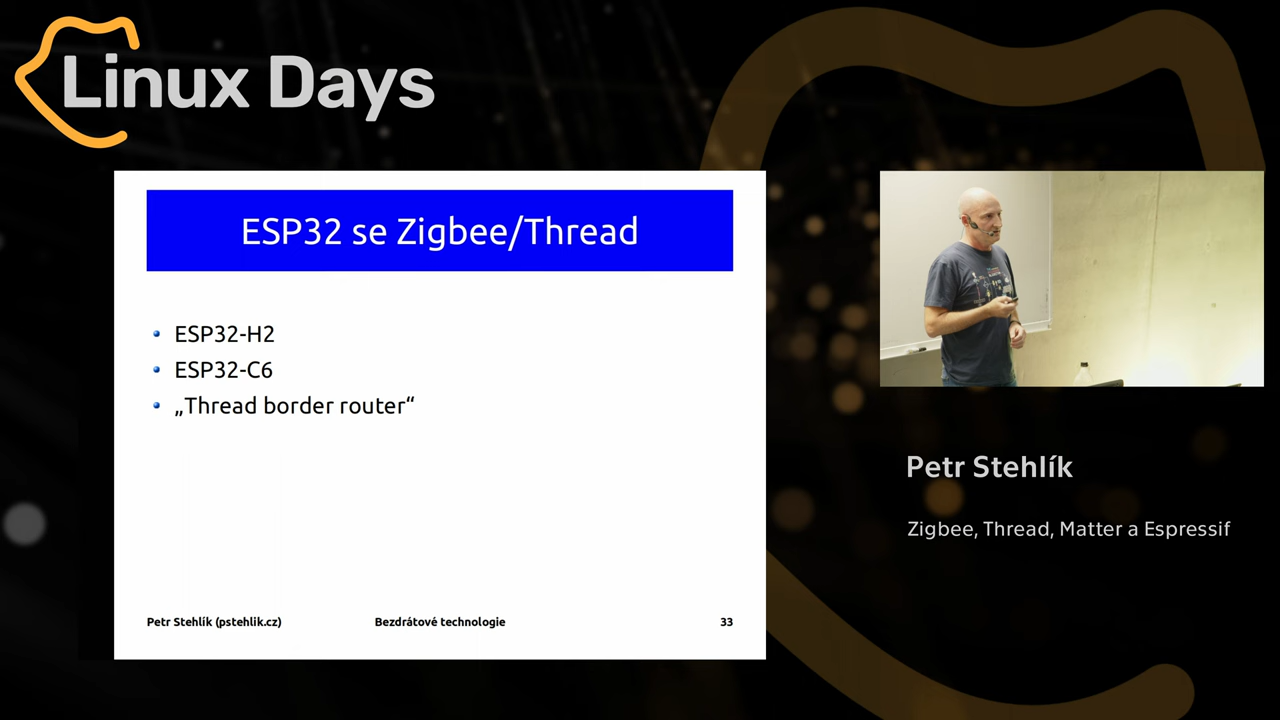 Linux Days
ESP32 se Zigbee/Thread
ESP32-H2
ESP32-C6
„Thread border router“
Petr Stehlík (pstehlik.cz)
Bezdrátové technologie
33
Petr Stehlík
Zigbee, Thread, Matter a Espressif